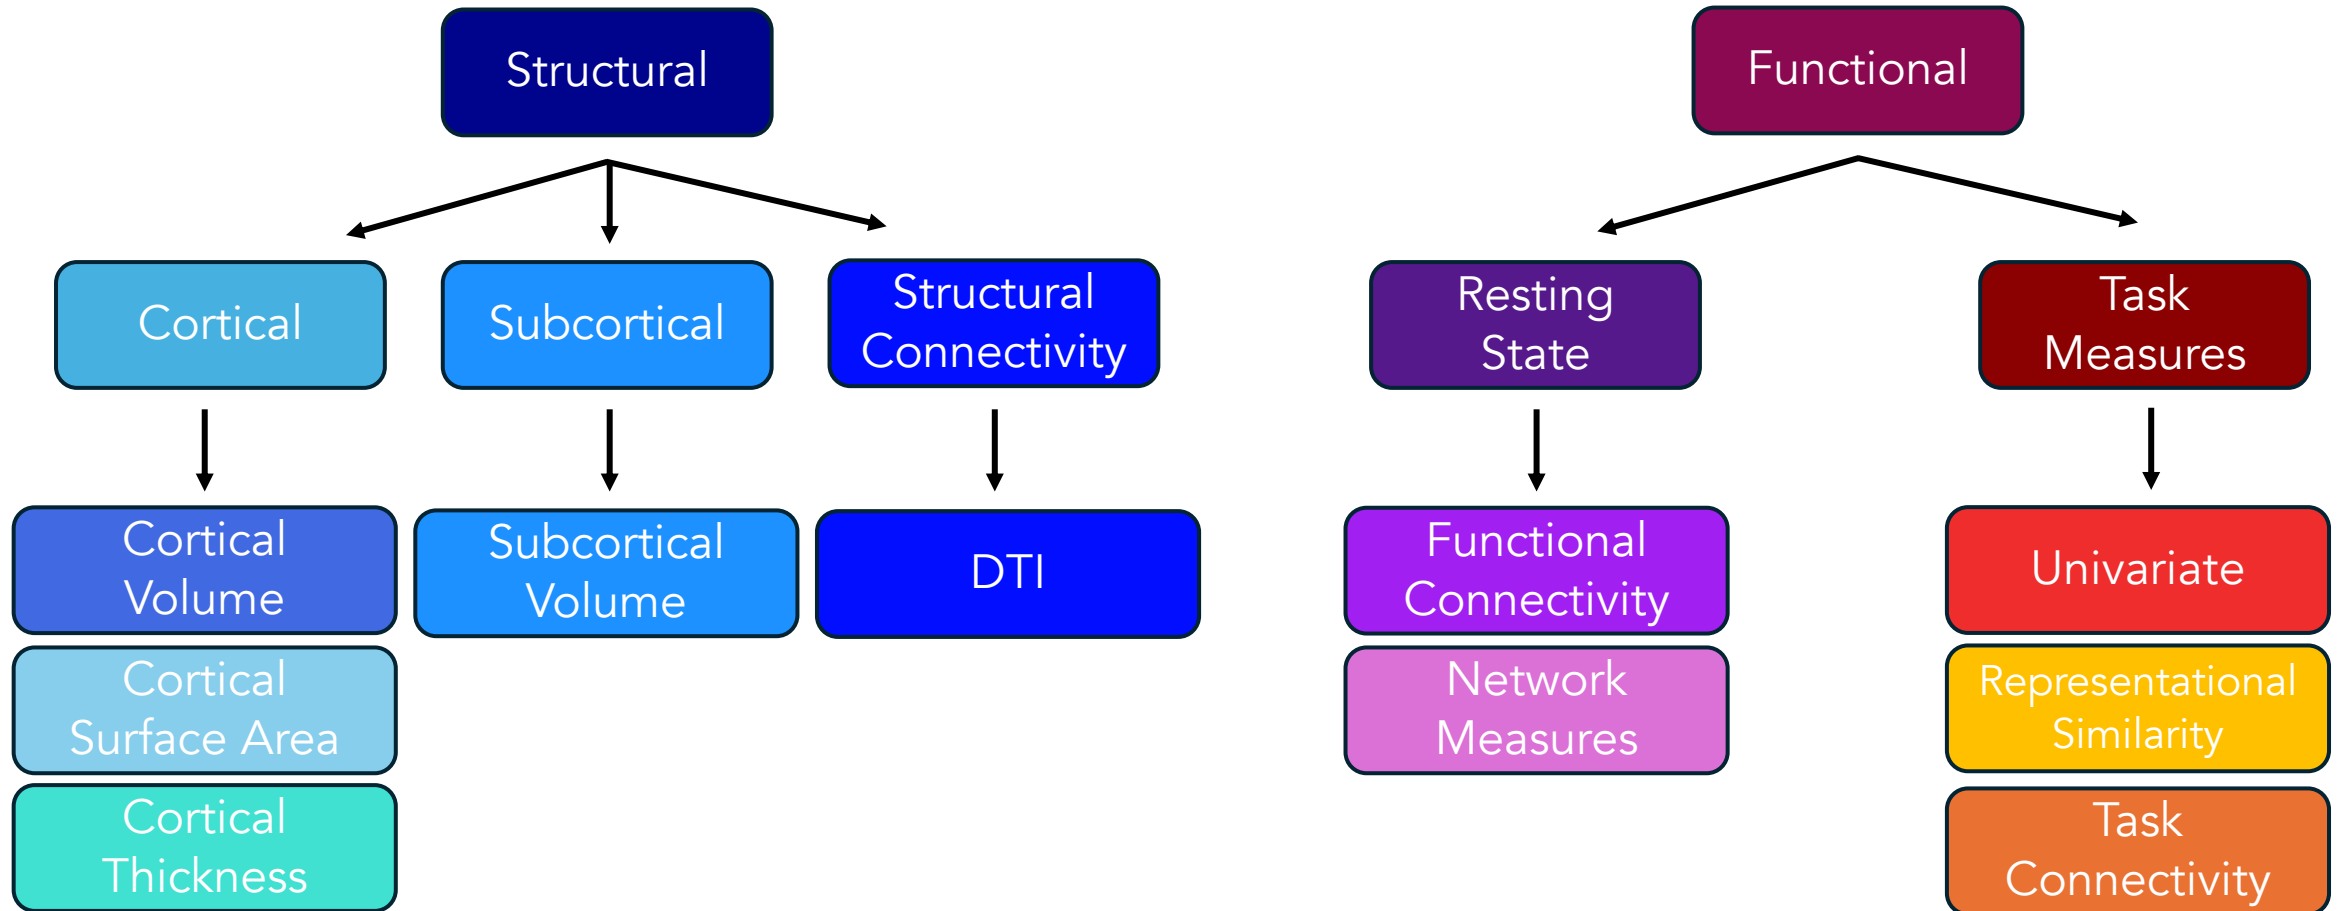 Structural
Functional
Cortical
Subcortical
Structural
Connectivity
Resting
State
Task
Measures
Cortical
Volume
Subcortical
Volume
DTI
Functional
Connectivity
Univariate
Cortical
Surface Area
Network
Measures
Representational
Similarity
Cortical
Thickness
Task
Connectivity